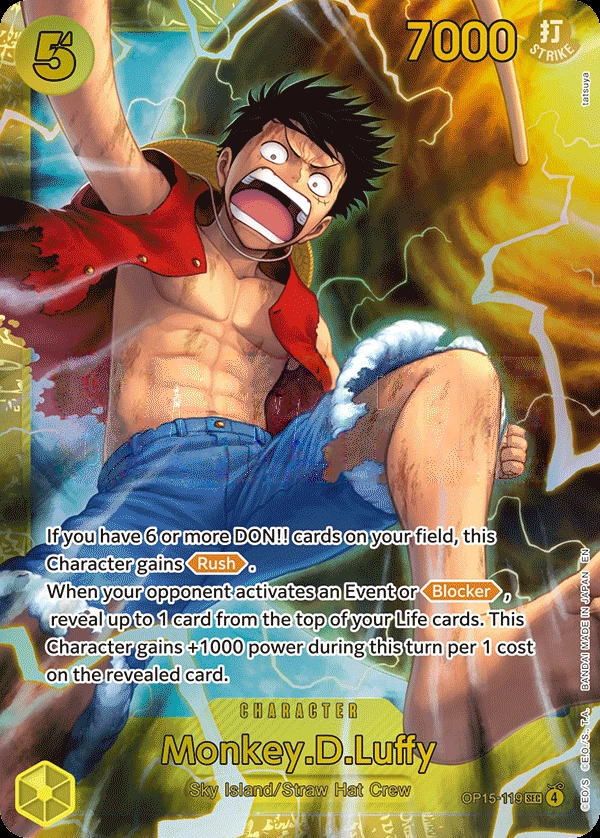 5
7000
打
STRIKE
tatsuya
If you have 6 or more DON!! cards on your field, this
Character gains Rush .
When your opponent activates an Event or Blocker ,
reveal up to 1 card from the top of your Life cards. This
Character gains +1000 power during this turn per 1 cost
on the revealed card.
BANDAI MADE IN JAPAN EN
©E.O./S. T.A.
CHARACTER
Monkey.D.Luffy
Sky Island/Straw Hat Crew
OP15-119 SEC 4